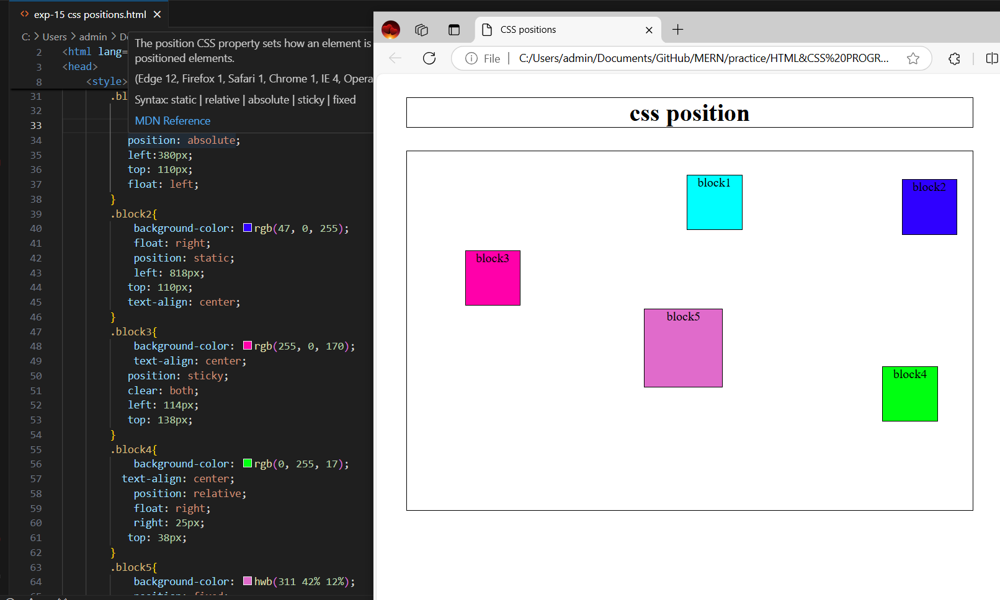 exp-15 css positions.html
C: > Users > admin > D
The position CSS property sets how an element is
positioned elements.
(Edge 12, Firefox 1, Safari 1, Chrome 1, IE 4, Opera
Syntax: static | relative | absolute | sticky | fixed
MDN Reference
2 <html lang=
3 <head>
8 <style>
31 .bl
32
33
34 position: absolute;
35 left:380px;
36 top: 110px;
37 float: left;
38 }
39 .block2{
40 background-color: rgb(47, 0, 255);
41 float: right;
42 position: static;
43 left: 818px;
44 top: 110px;
45 text-align: center;
46 }
47 .block3{
48 background-color: rgb(255, 0, 170);
49 text-align: center;
50 position: sticky;
51 clear: both;
52 left: 114px;
53 top: 138px;
54 }
55 .block4{
56 background-color: rgb(0, 255, 17);
57 text-align: center;
58 position: relative;
59 float: right;
60 right: 25px;
61 top: 38px;
62 }
63 .block5{
64 background-color: hwb(311 42% 12%);
CSS positions
File | C:/Users/admin/Documents/GitHub/MERN/practice/HTML&CSS%20PROGR...
css position
block1
block2
block3
block5
block4